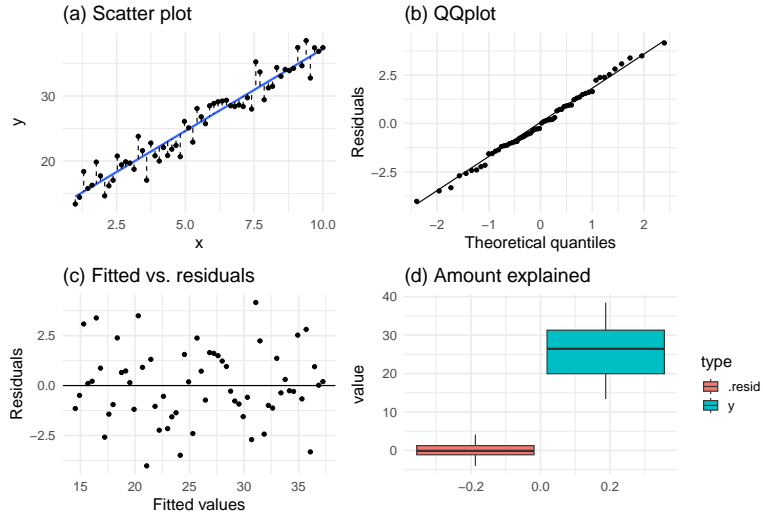 (a) Scatter plot
30
20
y
2.5 5.0 7.5 10.0
x
(b) QQplot
2.5
0.0
−2.5
Residuals
−2 −1 0 1 2
Theoretical quantiles
(c) Fitted vs. residuals
2.5
0.0
−2.5
Residuals
15 20 25 30 35
Fitted values
(d) Amount explained
40
30
20
10
0
value
−0.2 0.0 0.2
type
.resid
y